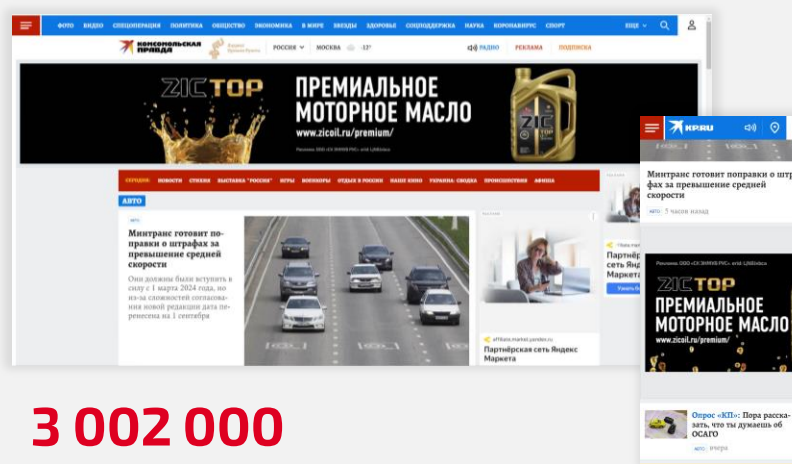 ФОТО ВИДЕО СПЕЦОПЕРАЦИЯ ПОЛИТИКА ОБЩЕСТВО ЭКОНОМИКА В МИРЕ ЗВЕЗДЫ ЗДОРОВЬЕ СОЦПОДДЕРЖКА НАУКА КОРОНАВИРУС СПОРТ ЕЩЕ
КОМСОМОЛЬСКАЯ ПРАВДА
РОССИЯ МОСКВА -12° РАДИО РЕКЛАМА ПОДПИСКА
ZIC TOP
ПРЕМИАЛЬНОЕ
МОТОРНОЕ МАСЛО
www.zicoil.ru/premium/
ZIC
TOP
СЕГОДНЯ: НОВОСТИ СТИХИЯ ВЫСТАВКА "РОССИЯ" ИГРЫ ВОЕНКОРЫ ОТДЫХ В РОССИИ НАШЕ КИНО УКРАИНА: СВОДКА ПРОИСШЕСТВИЯ АФИША
АВТО
АВТО
Минтранс готовит по-
правки о штрафах за
превышение средней
скорости
Они должны были вступить в
силу с 1 марта 2024 года, но
из-за сложностей согласова-
ния новой редакции дата пе-
ренесена на 1 сентября
РЕКЛАМА
affiliate.market.yandex.ru
Партнёрская сеть Яндекс
Маркета
РЕКЛАМА
Партнёр
сеть Янд
Маркета
KP.RU
Минтранс готовит поправки о штр
фах за превышение средней
скорости
АВТО 5 часов назад
ZIC TOP
ПРЕМИАЛЬНОЕ
МОТОРНОЕ МАСЛО
www.zicoil.ru/premium/
Опрос «КП»: Пора расска-
зать, что ты думаешь об
ОСАГО
АВТО вчера
3 002 000